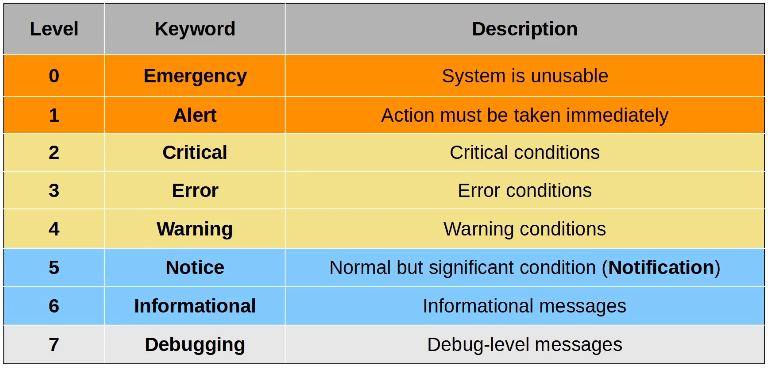 Level Keyword Description
0 Emergency System is unusable
1 Alert Action must be taken immediately
2 Critical Critical conditions
3 Error Error conditions
4 Warning Warning conditions
5 Notice Normal but significant condition (Notification)
6 Informational Informational messages
7 Debugging Debug-level messages